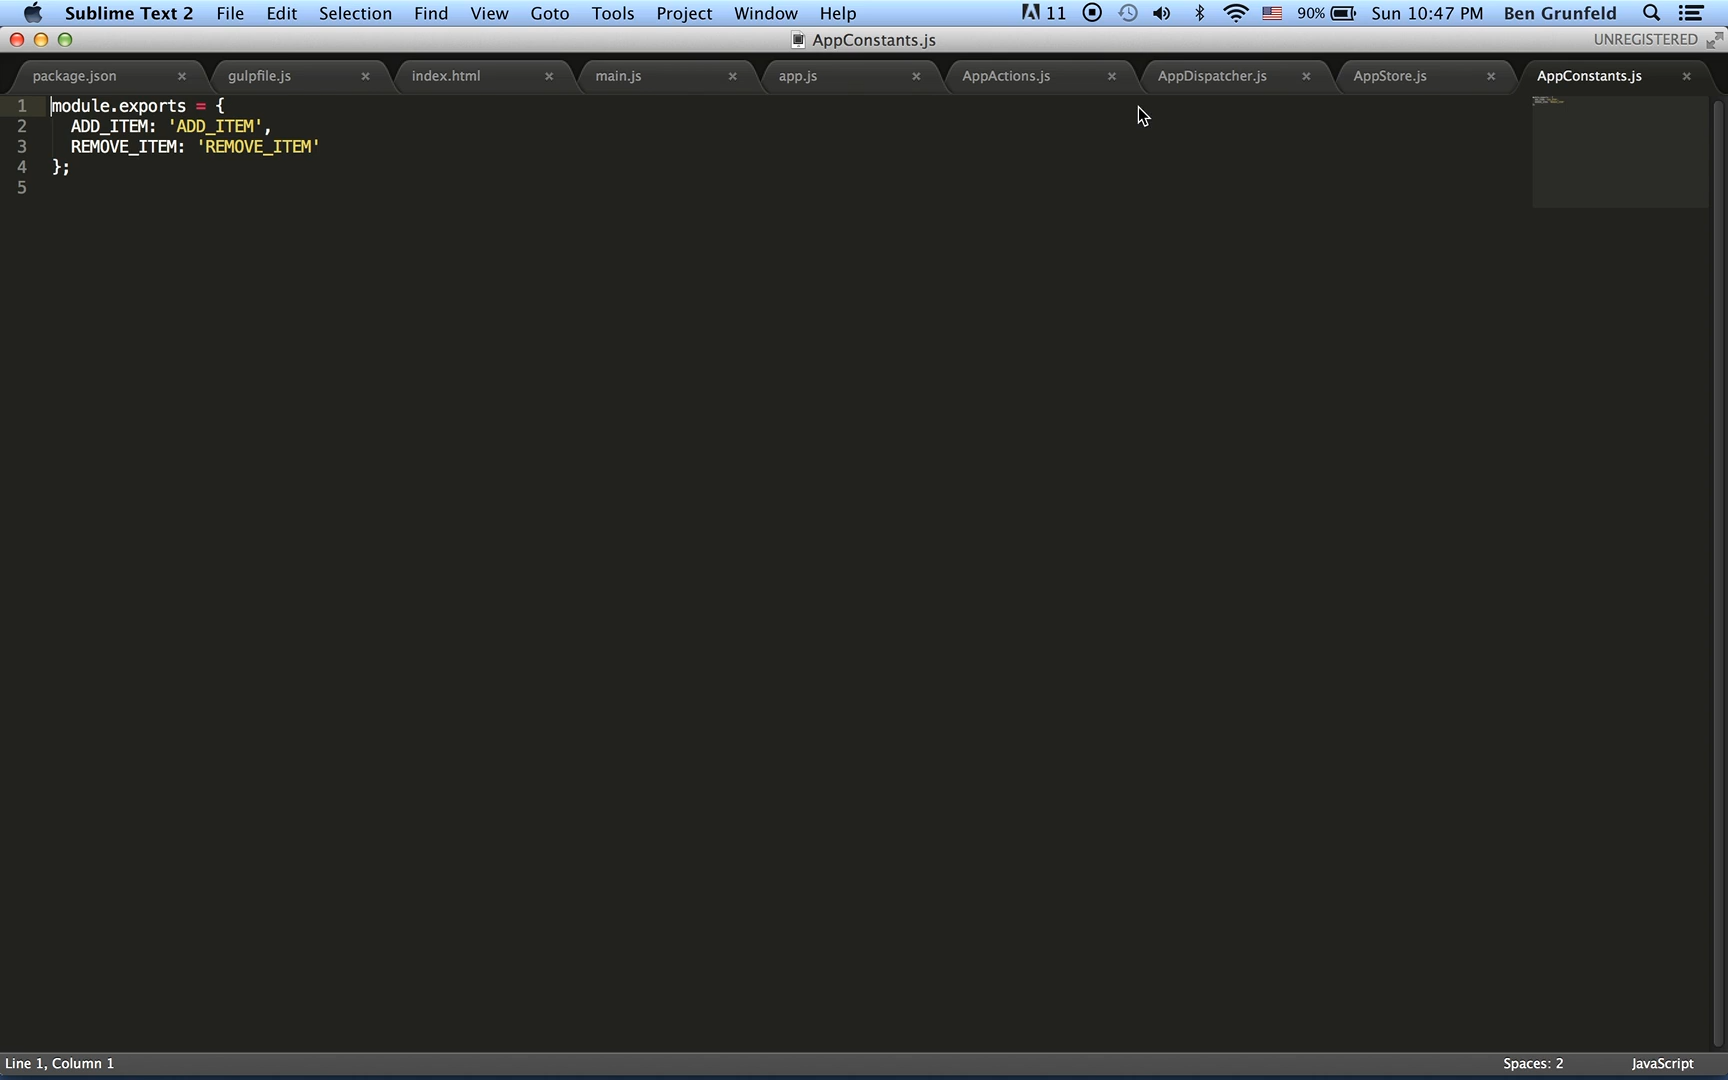 Sublime Text 2 File Edit Selection Find View Goto Tools Project Window Help 11 90% Sun 10:47 PM Ben Grunfeld
AppConstants.js UNREGISTERED
package.json × gulpfile.js × index.html × main.js × app.js × AppActions.js × AppDispatcher.js × AppStore.js × AppConstants.js ×
1 module.exports = {
2 ADD_ITEM: 'ADD_ITEM',
3 REMOVE_ITEM: 'REMOVE_ITEM'
4 };
5
Line 1, Column 1 Spaces: 2 JavaScript